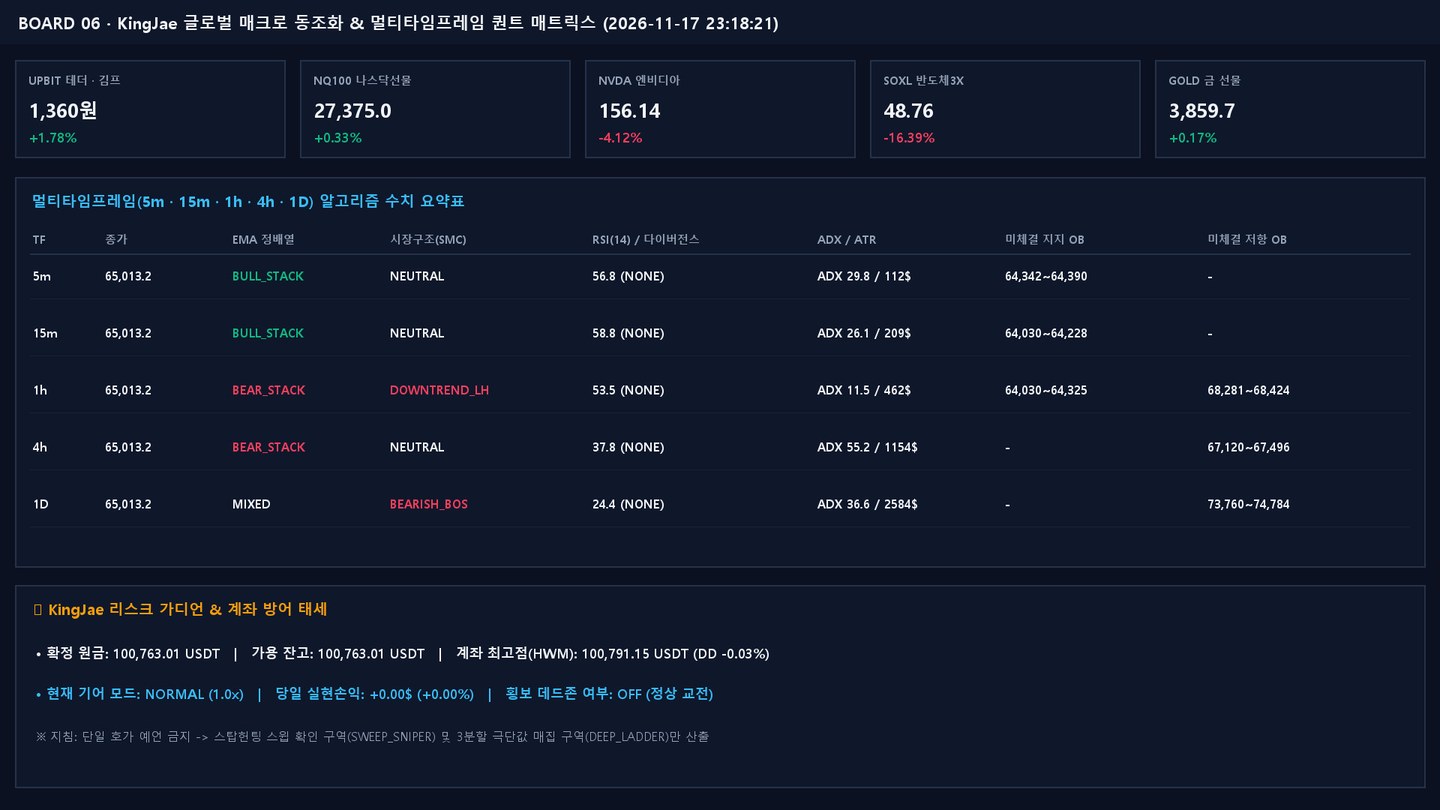 BOARD 06 · KingJae 글로벌 매크로 동조화 & 멀티타임프레임 퀀트 매트릭스 (2026-11-17 23:18:21)
UPBIT 테더 · 김프
1,360원
+1.78%
NQ100 나스닥선물
27,375.0
+0.33%
NVDA 엔비디아
156.14
-4.12%
SOXL 반도체3X
48.76
-16.39%
GOLD 금 선물
3,859.7
+0.17%
멀티타임프레임(5m · 15m · 1h · 4h · 1D) 알고리즘 수치 요약표
TF 종가 EMA 정배열 시장구조(SMC) RSI(14) / 다이버전스 ADX / ATR 미체결 지지 OB 미체결 저항 OB
5m 65,013.2 BULL_STACK NEUTRAL 56.8 (NONE) ADX 29.8 / 112$ 64,342~64,390 -
15m 65,013.2 BULL_STACK NEUTRAL 58.8 (NONE) ADX 26.1 / 209$ 64,030~64,228 -
1h 65,013.2 BEAR_STACK DOWNTREND_LH 53.5 (NONE) ADX 11.5 / 462$ 64,030~64,325 68,281~68,424
4h 65,013.2 BEAR_STACK NEUTRAL 37.8 (NONE) ADX 55.2 / 1154$ - 67,120~67,496
1D 65,013.2 MIXED BEARISH_BOS 24.4 (NONE) ADX 36.6 / 2584$ - 73,760~74,784
KingJae 리스크 가디언 & 계좌 방어 태세
• 확정 원금: 100,763.01 USDT | 가용 잔고: 100,763.01 USDT | 계좌 최고점(HWM): 100,791.15 USDT (DD -0.03%)
• 현재 기어 모드: NORMAL (1.0x) | 당일 실현손익: +0.00$ (+0.00%) | 횡보 데드존 여부: OFF (정상 교전)
※ 지침: 단일 호가 예언 금지 -> 스탑헌팅 스윕 확인 구역(SWEEP_SNIPER) 및 3분할 극단값 매집 구역(DEEP_LADDER)만 산출